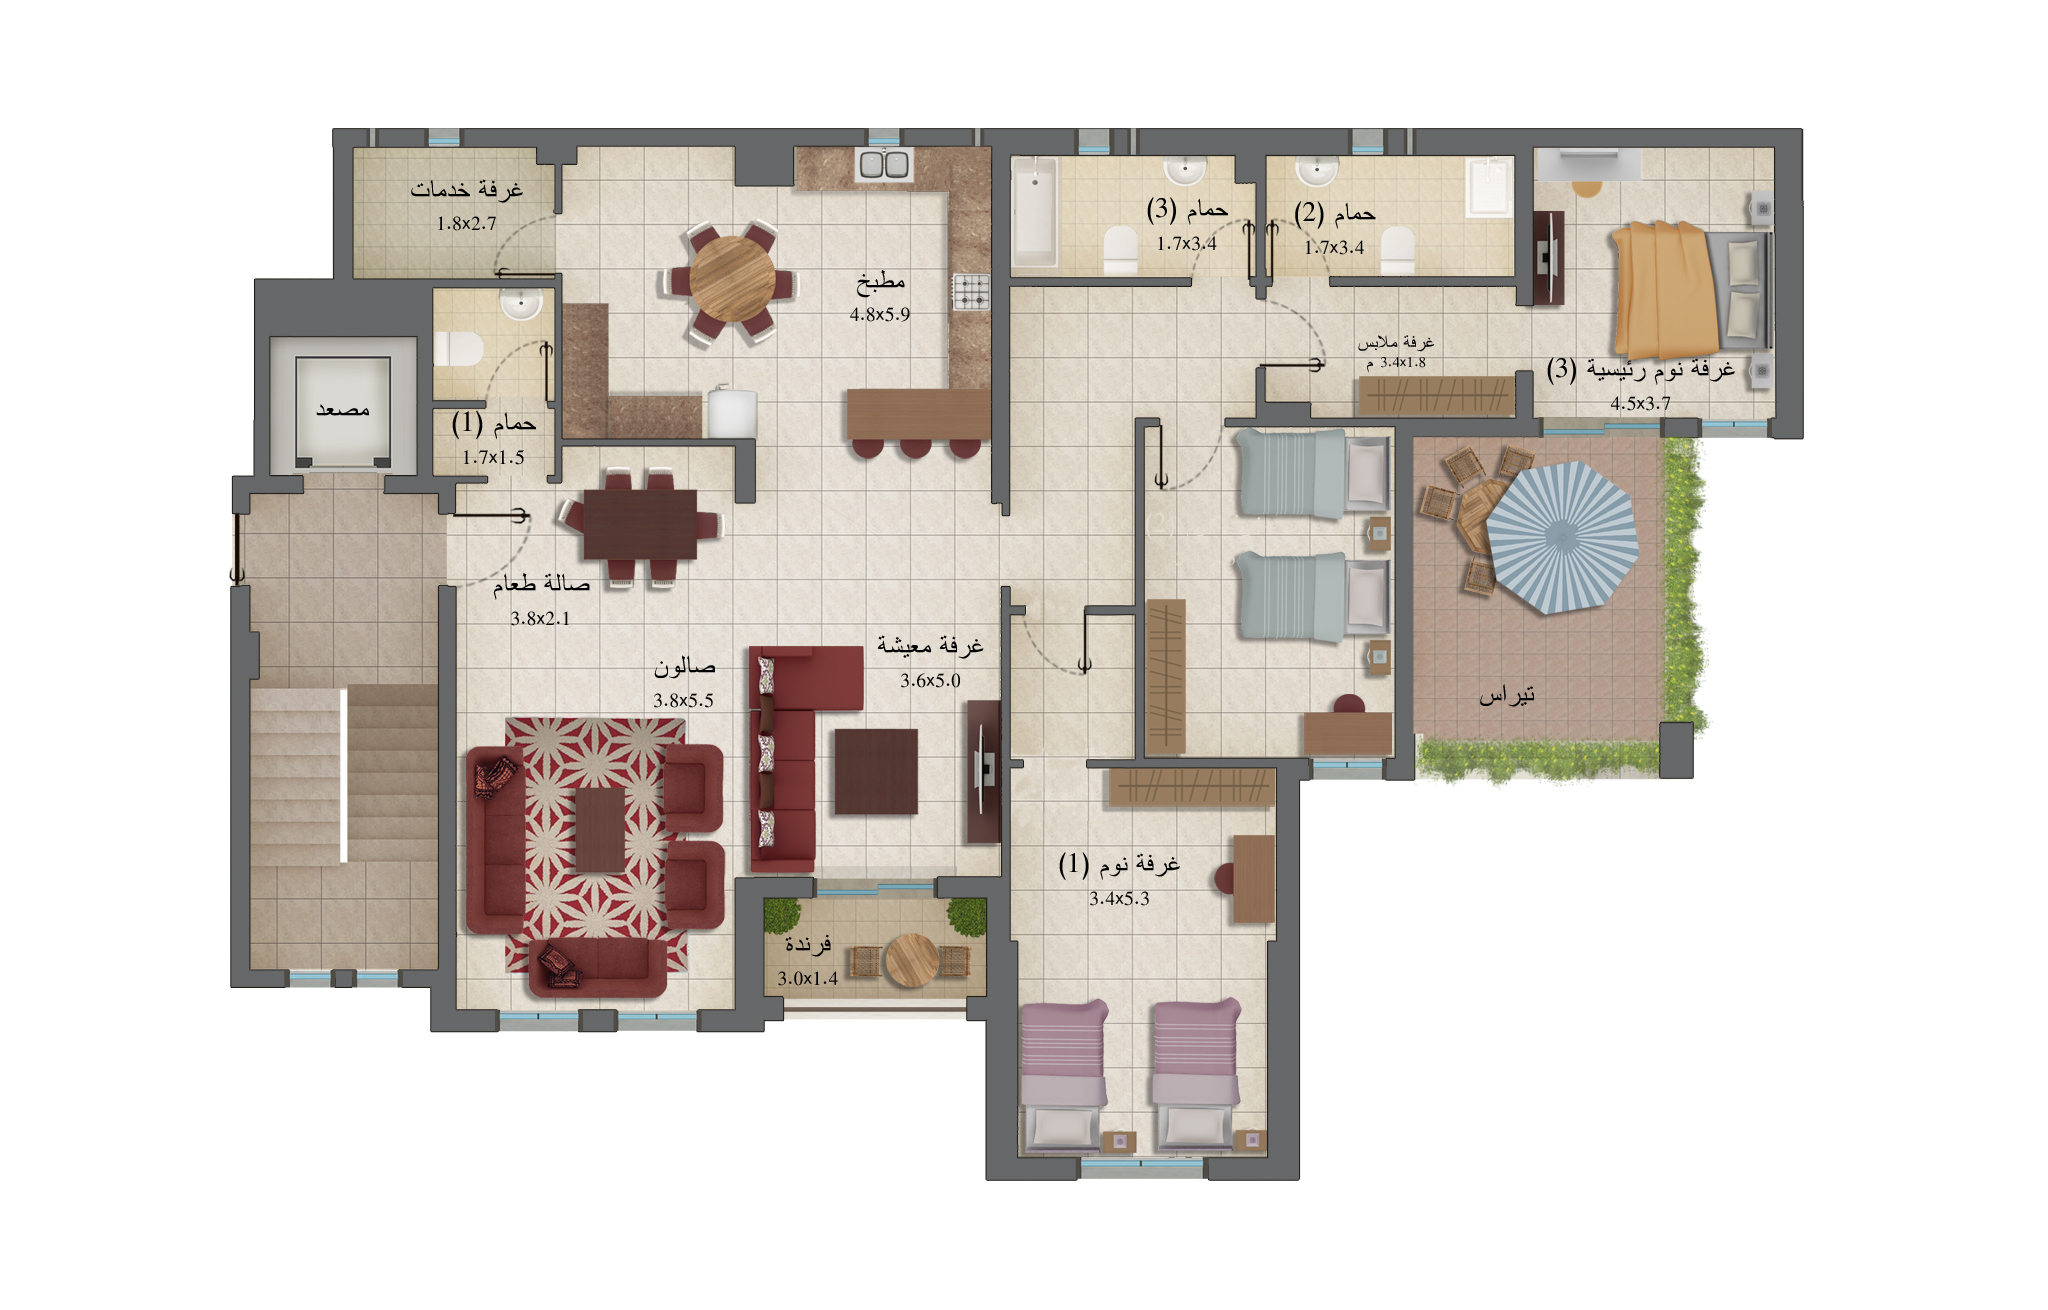 غرفة خدمات
1.8x2.7
مطبخ
4.8x5.9
حمام (3)
1.7x3.4
حمام (2)
1.7x3.4
غرفة ملابس
3.4x1.8 م
غرفة نوم رئيسية (3)
4.5x3.7
مصعد
حمام (1)
1.7x1.5
صالة طعام
3.8x2.1
صالون
3.8x5.5
غرفة معيشة
3.6x5.0
تيراس
غرفة نوم (1)
3.4x5.3
فرندة
3.0x1.4